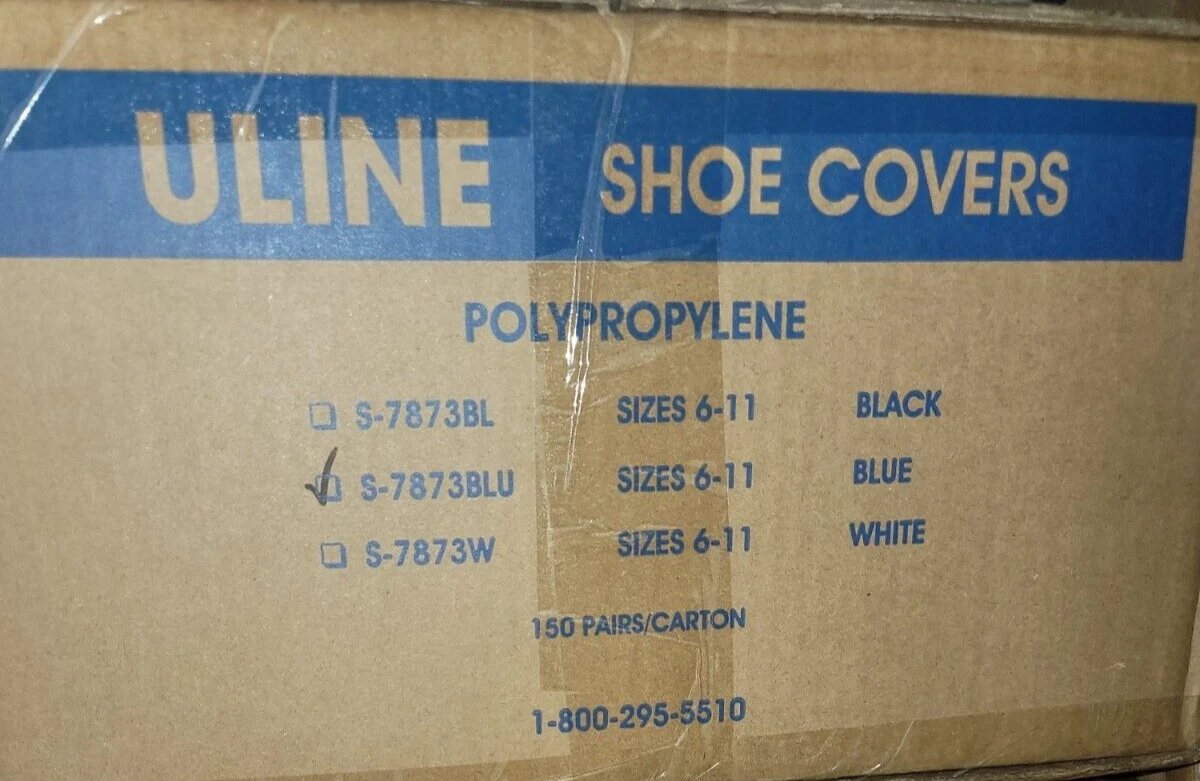 ULINE SHOE COVERS
POLYPROPYLENE
S-7873BL SIZES 6-11 BLACK
S-7873BLU SIZES 6-11 BLUE
S-7873W SIZES 6-11 WHITE
150 PAIRS/CARTON
1-800-295-5510